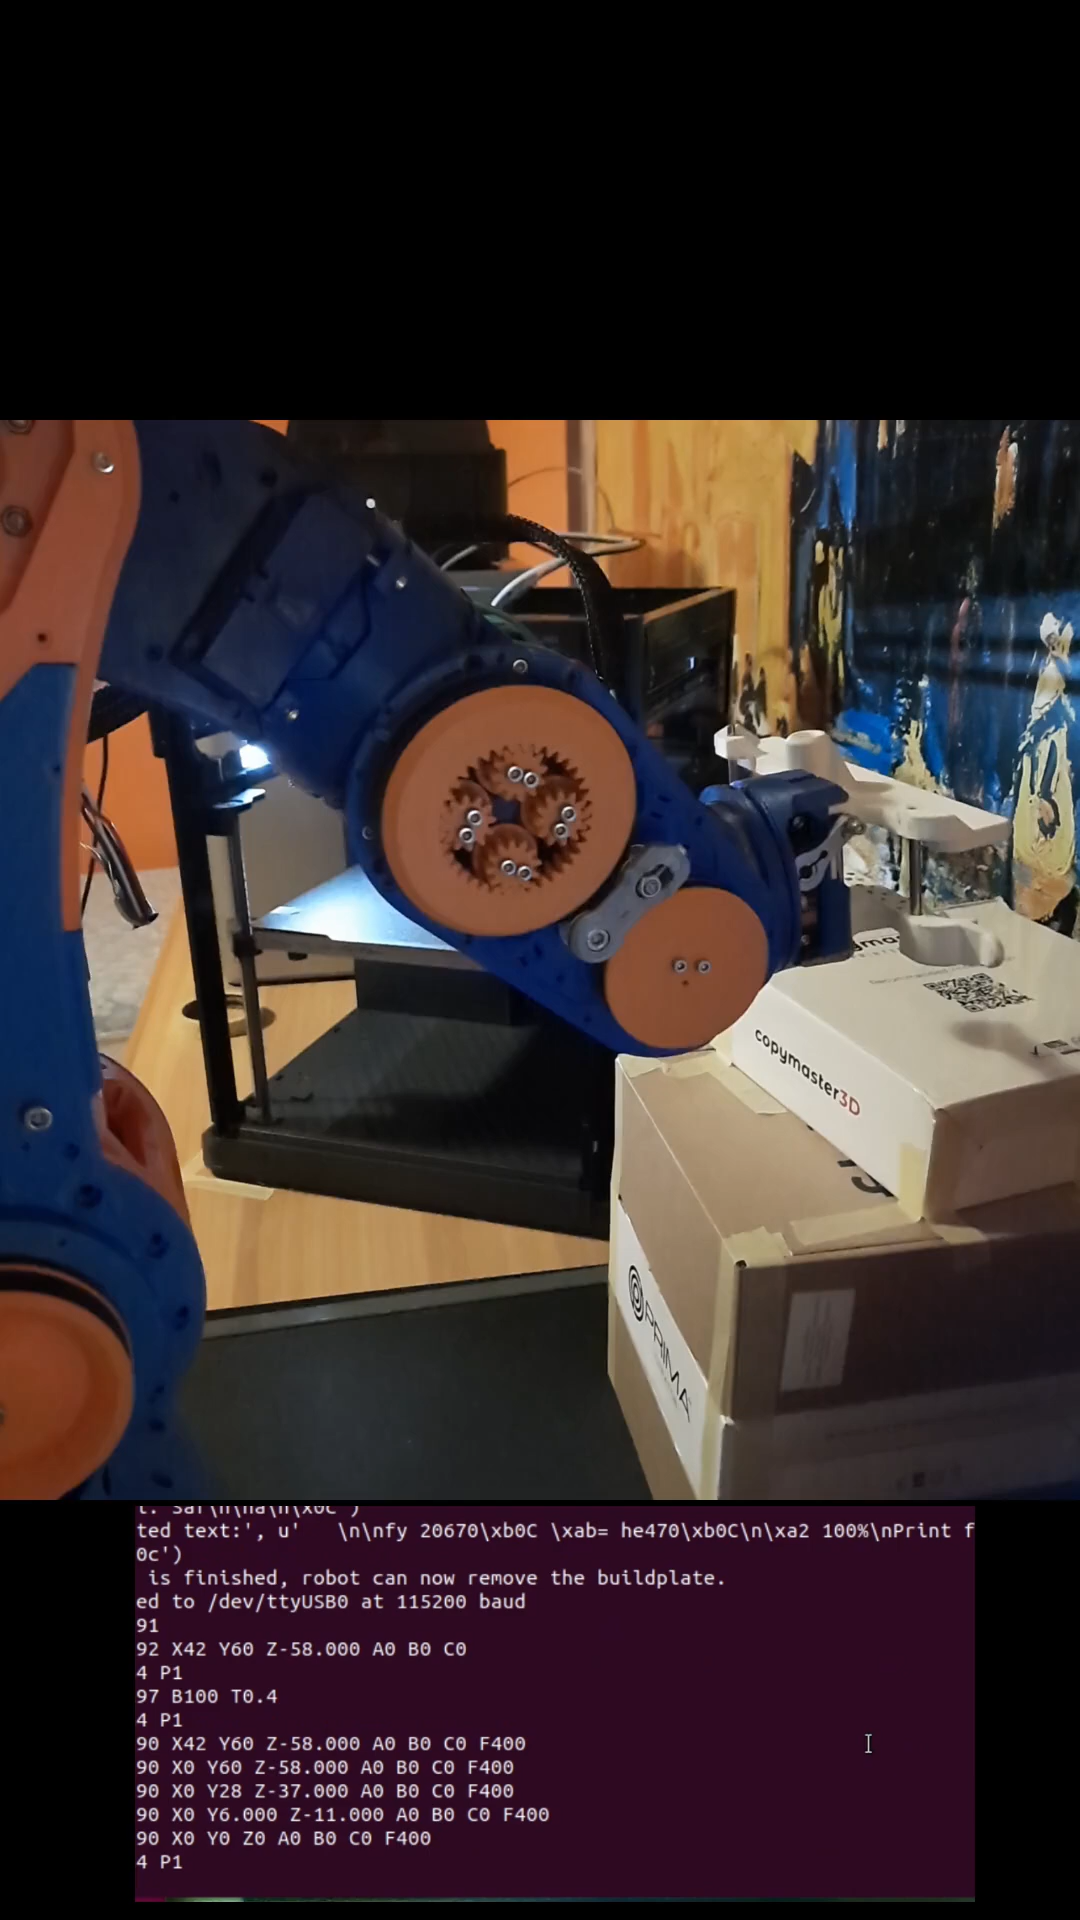 copymaster3D
PRIMA
t. Sar\n\na\n\x0c')
ted text:', u'   \n\nfy 20670\xb0C \xab= he470\xb0C\n\xa2 100%\nPrint f
0c')
is finished, robot can now remove the buildplate.
ed to /dev/ttyUSB0 at 115200 baud
91
92 X42 Y60 Z-58.000 A0 B0 C0
4 P1
97 B100 T0.4
4 P1
90 X42 Y60 Z-58.000 A0 B0 C0 F400
90 X0 Y60 Z-58.000 A0 B0 C0 F400
90 X0 Y28 Z-37.000 A0 B0 C0 F400
90 X0 Y6.000 Z-11.000 A0 B0 C0 F400
90 X0 Y0 Z0 A0 B0 C0 F400
4 P1